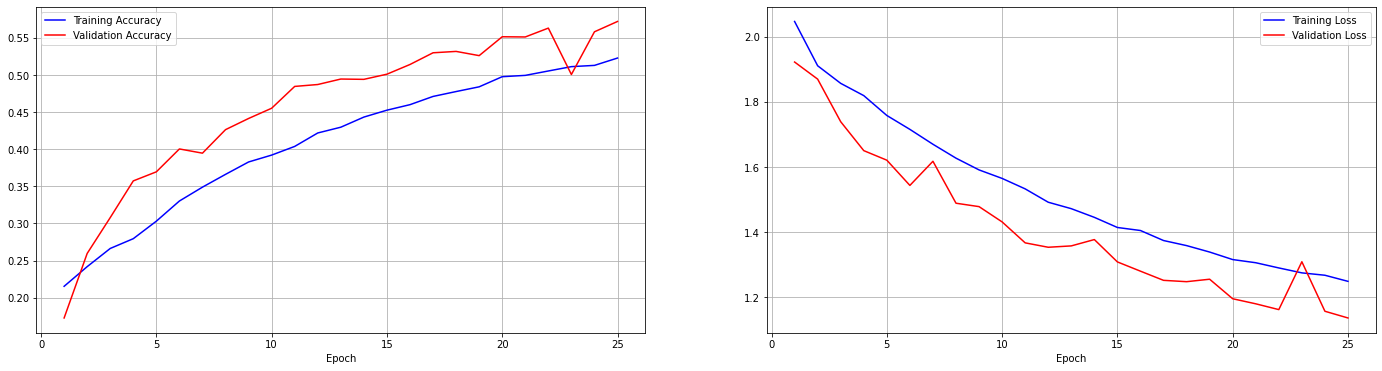 Training Accuracy
Validation Accuracy
0.55
0.50
0.45
0.40
0.35
0.30
0.25
0.20
0 5 10 15 20 25
Epoch
Training Loss
Validation Loss
2.0
1.8
1.6
1.4
1.2
0 5 10 15 20 25
Epoch